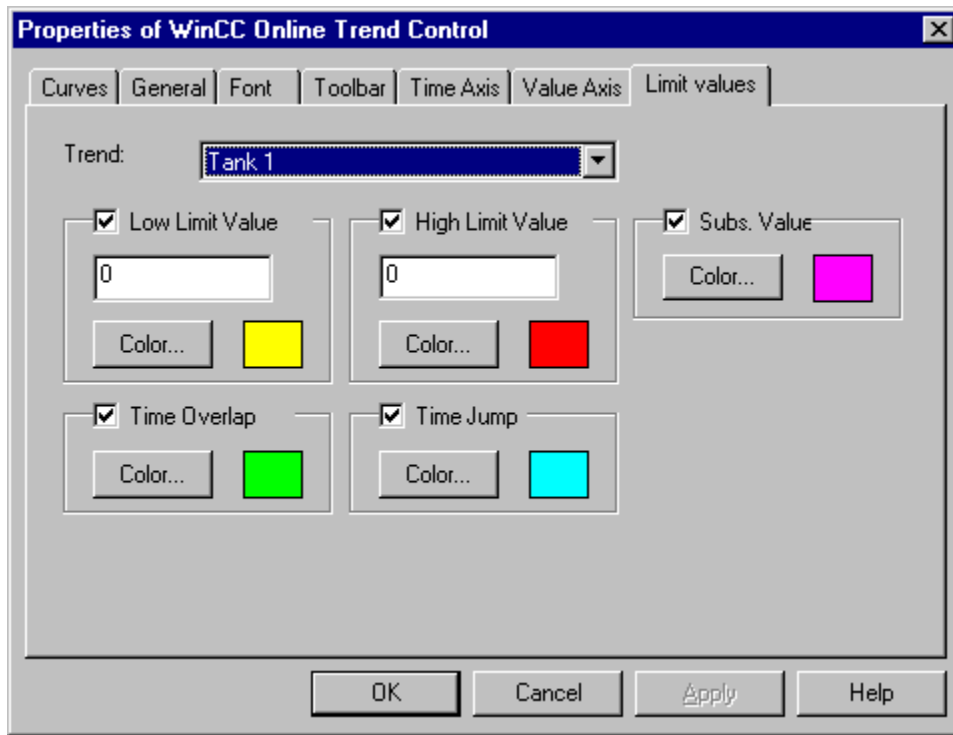 Properties of WinCC Online Trend Control
Curves General Font Toolbar Time Axis Value Axis Limit values
Trend: Tank 1
Low Limit Value High Limit Value Subs. Value
0 0 Color...
Color... Color...
Time Overlap Time Jump
Color... Color...
OK Cancel Apply Help